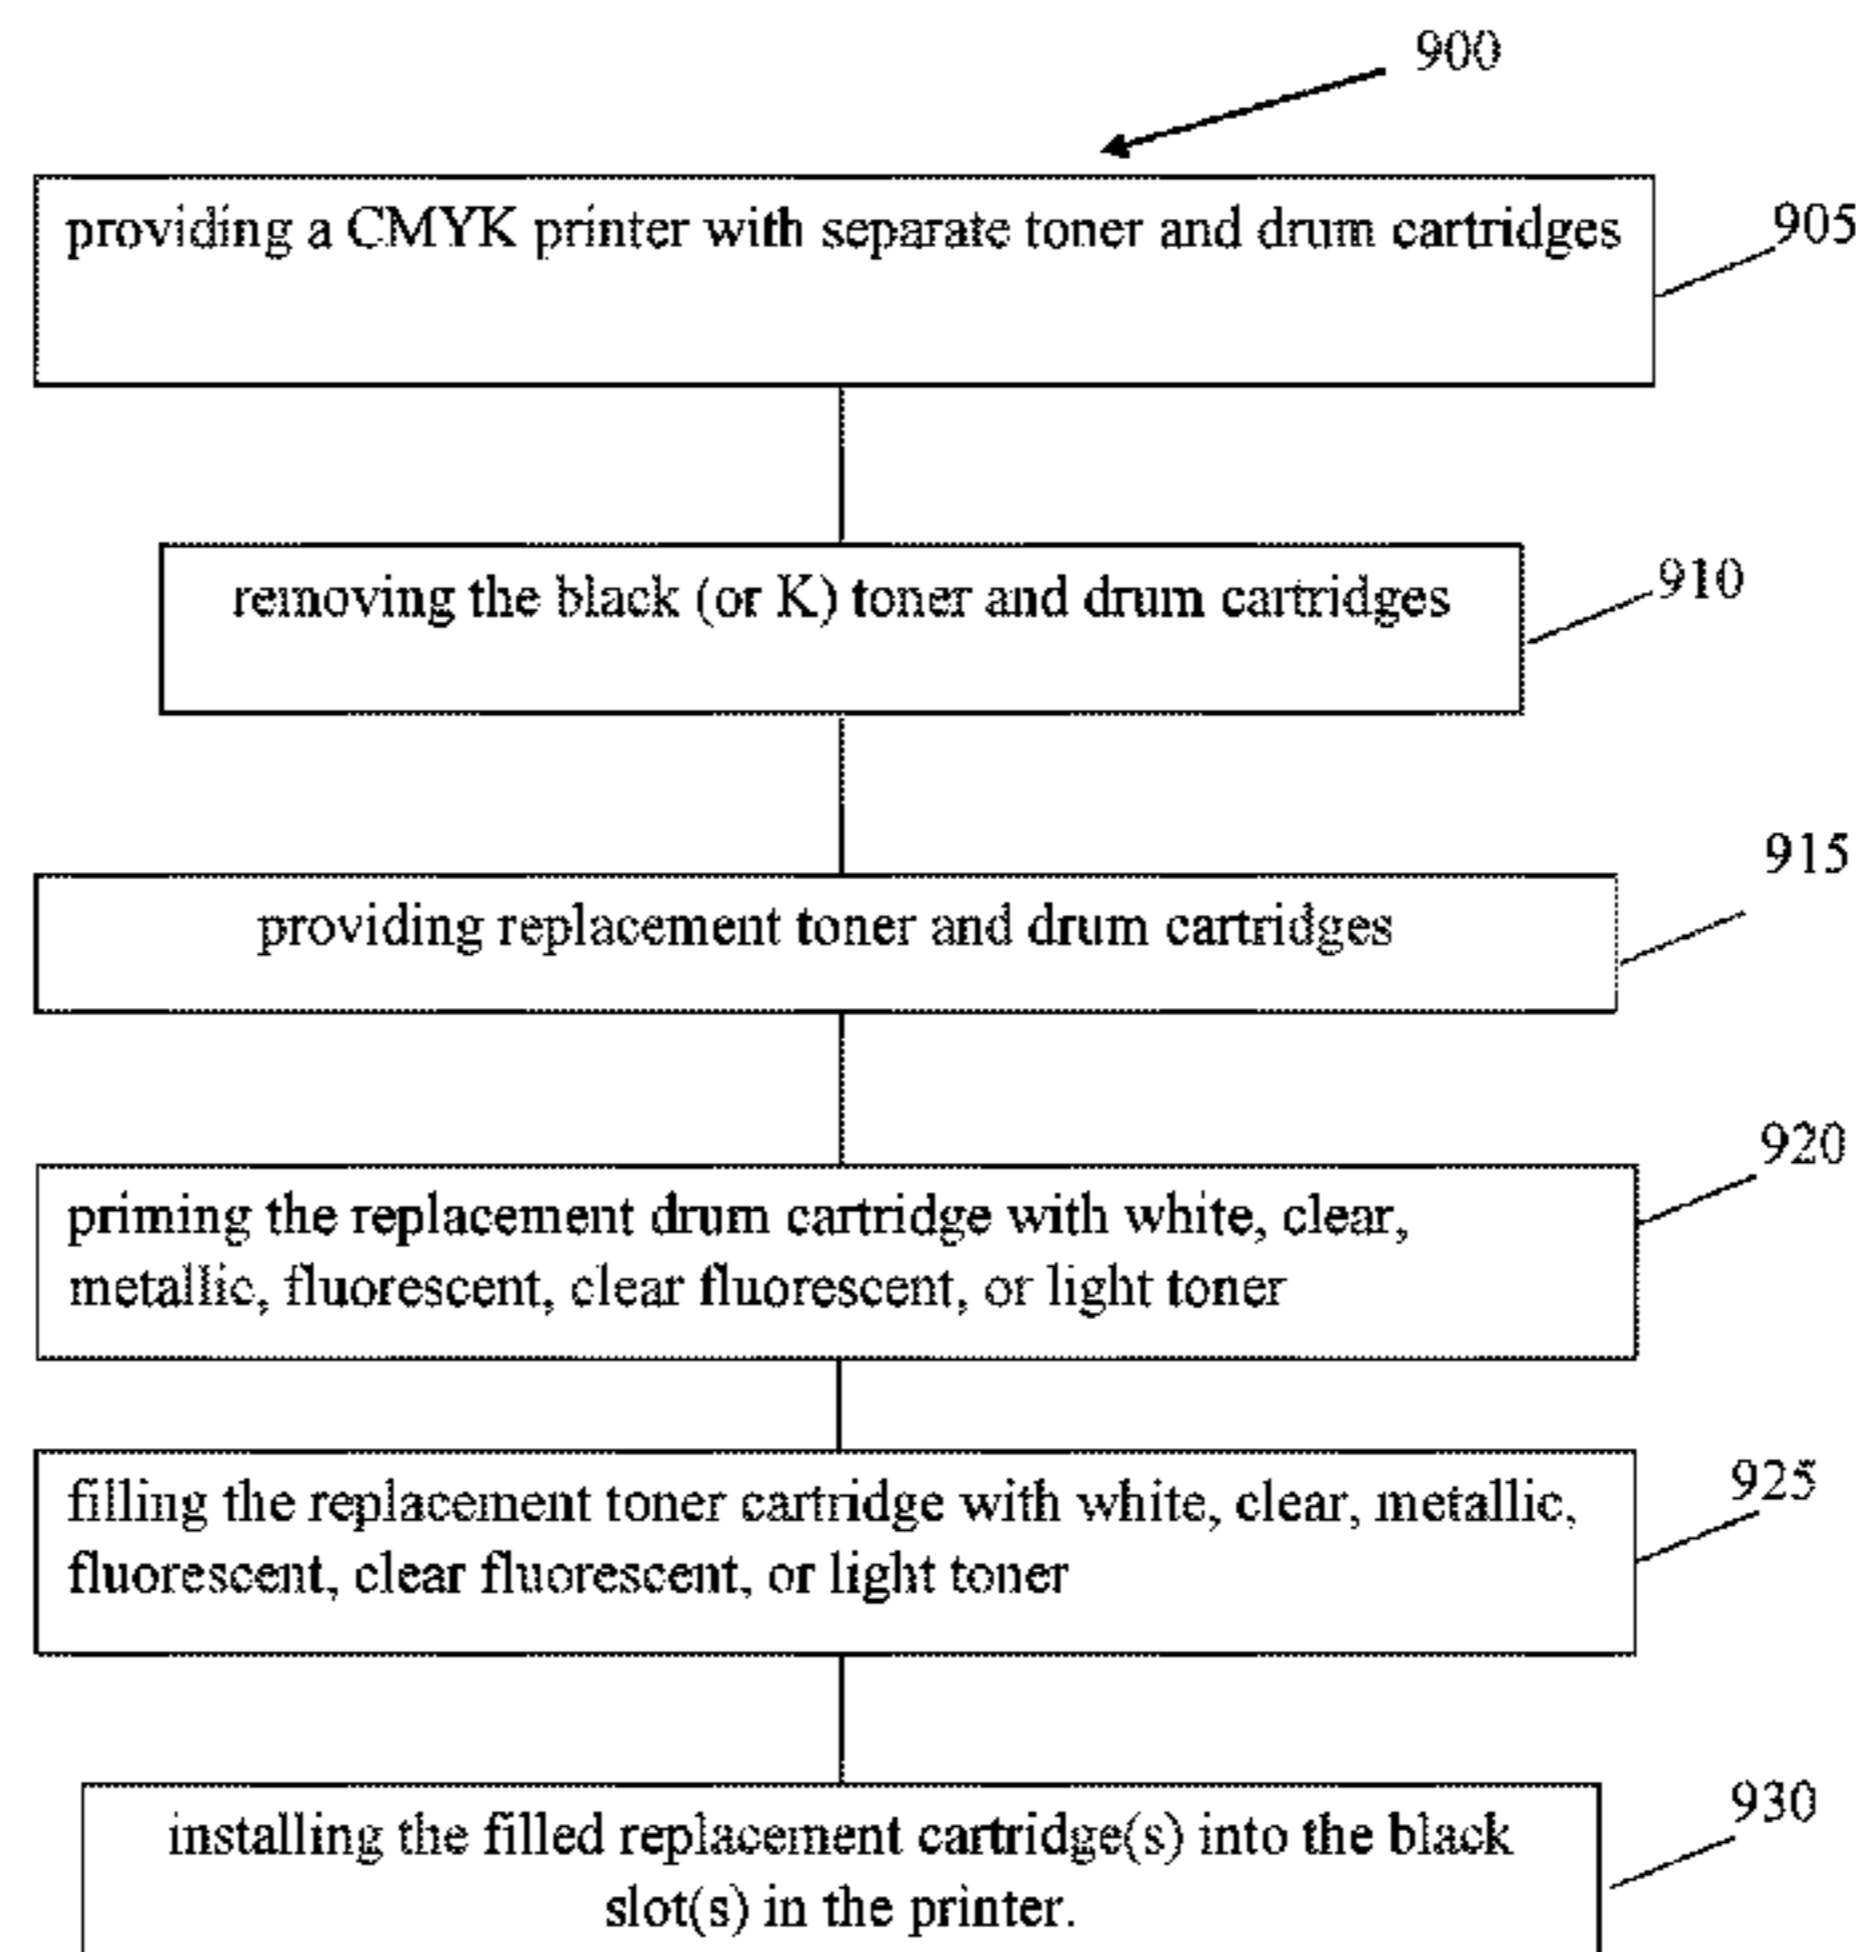 900
providing a CMYK printer with separate toner and drum cartridges
905
removing the black (or K) toner and drum cartridges
910
915
providing replacement toner and drum cartridges
920
priming the replacement drum cartridge with white, clear,
metallic, fluorescent, clear fluorescent, or light toner
925
filling the replacement toner cartridge with white, clear, metallic,
fluorescent, clear fluorescent, or light toner
930
installing the filled replacement cartridge(s) into the black
slot(s) in the printer.